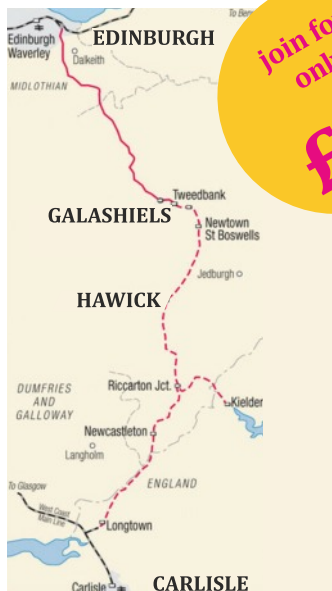 To Ber
EDINBURGH
Edinburgh
Waverley
Dalkeith
join fo
onl
£
MIDLOTHIAN
Tweedbank
GALASHIELS
Newtown
St Boswells
Jedburgh
HAWICK
Riccarton Jct.
DUMFRIES
AND
GALLOWAY
Kielder
Newcastleton
Langholm
ENGLAND
To Glasgow
West Coast
Main Line
Longtown
Carlisle
CARLISLE